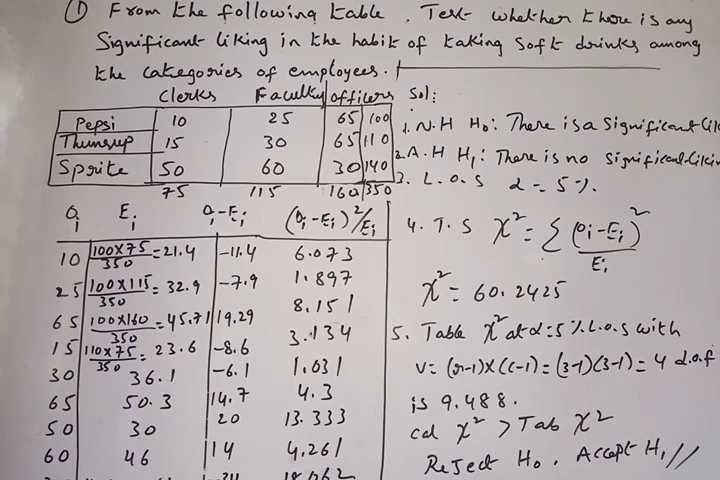 ① From the following table, Test whether there is any
Significant liking in the habit of taking Soft drinks among
the categories of employees.
Clerks Faculty officers
Pepsi 10 25 65 100
Thumsup 15 30 65 110
Sprite 50 60 30 140
75 115 160 350
Oi Ei Oi-Ei (Oi-Ei)²/Ei
10 100X75/350 = 21.4 -11.4 6.073
25 100X115/350 = 32.9 -7.9 1.897
65 100X160/350 = 45.71 19.29 8.151
15 110X75/350 = 23.6 -8.6 3.134
30 36.1 -6.1 1.031
65 50.3 14.7 4.3
50 30 20 13.333
60 46 14 4.261
Sol:
1. N.H H₀: There is a Significant
2. A.H H₁: There is no significant
3. L.O.S α = 5%.
4. T.S χ² = Σ (Oi-Ei)²/Ei
χ² = 60.2425
5. Table χ² at α=5% L.O.S with
V= (r-1)X(c-1) = (3-1)(3-1) = 4 d.o.f
is 9.488.
cal χ² > Tab χ²
Reject H₀. Accept H₁//